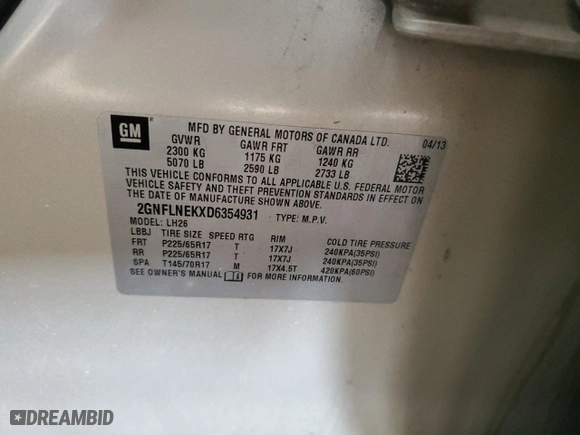 GM
MFD BY GENERAL MOTORS OF CANADA LTD.
04/13
GVWR GAWR FRT GAWR RR
2300 KG 1175 KG 1240 KG
5070 LB 2590 LB 2733 LB
THIS VEHICLE CONFORMS TO ALL APPLICABLE U.S. FEDERAL MOTOR
VEHICLE SAFETY AND THEFT PREVENTION STANDARDS IN EFFECT ON
THE DATE OF MANUFACTURE SHOWN ABOVE.
2GNFLNEKXD6354931 TYPE: M.P.V.
MODEL: LH26
LBBJ TIRE SIZE SPEED RTG RIM COLD TIRE PRESSURE
FRT P225/65R17 T 17X7J 240KPA(35PSI)
RR P225/65R17 T 17X7J 240KPA(35PSI)
SPA T145/70R17 M 17X4.5T 420KPA(60PSI)
SEE OWNER'S MANUAL FOR MORE INFORMATION.
DREAMBID